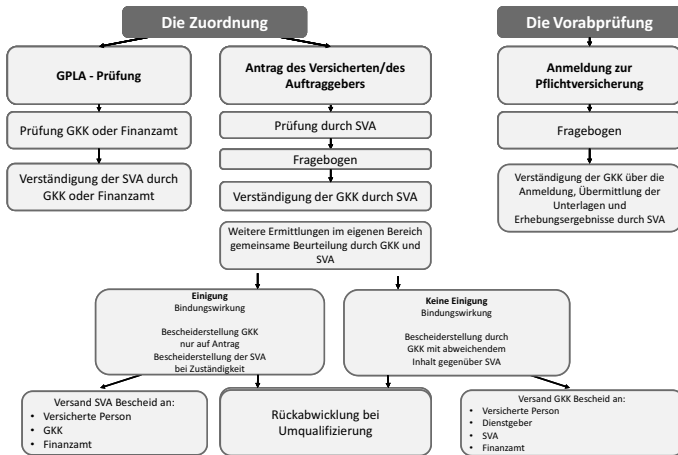 Die Zuordnung
Die Vorabprüfung
GPLA - Prüfung
Antrag des Versicherten/des
Auftraggebers
Anmeldung zur
Pflichtversicherung
Prüfung GKK oder Finanzamt
Prüfung durch SVA
Fragebogen
Fragebogen
Verständigung der SVA durch
GKK oder Finanzamt
Verständigung der GKK durch SVA
Verständigung der GKK über die
Anmeldung, Übermittlung der
Unterlagen und
Erhebungsergebnisse durch SVA
Weitere Ermittlungen im eigenen Bereich
gemeinsame Beurteilung durch GKK und
SVA
Einigung
Bindungswirkung
Bescheiderstellung GKK
nur auf Antrag
Bescheiderstellung der SVA
bei Zuständigkeit
Keine Einigung
Bindungswirkung
Bescheiderstellung durch
GKK mit abweichendem
Inhalt gegenüber SVA
Versand SVA Bescheid an:
• Versicherte Person
• GKK
• Finanzamt
Rückabwicklung bei
Umqualifizierung
Versand GKK Bescheid an:
• Versicherte Person
• Dienstgeber
• SVA
• Finanzamt